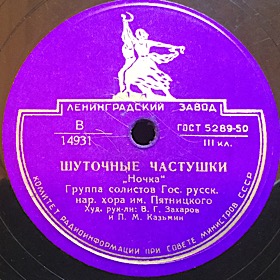 ЛЕНИНГРАДСКИЙ ЗАВОД
В
14931
ГОСТ 5289-50
III кл.
ШУТОЧНЫЕ ЧАСТУШКИ
„Ночка“
Группа солистов Гос. русск.
нар. хора им. Пятницкого
Худ. рук-ли: В. Г. Захаров
и П. М. Казьмин
КОМИТЕТ РАДИОИНФОРМАЦИИ ПРИ СОВЕТЕ МИНИСТРОВ СССР